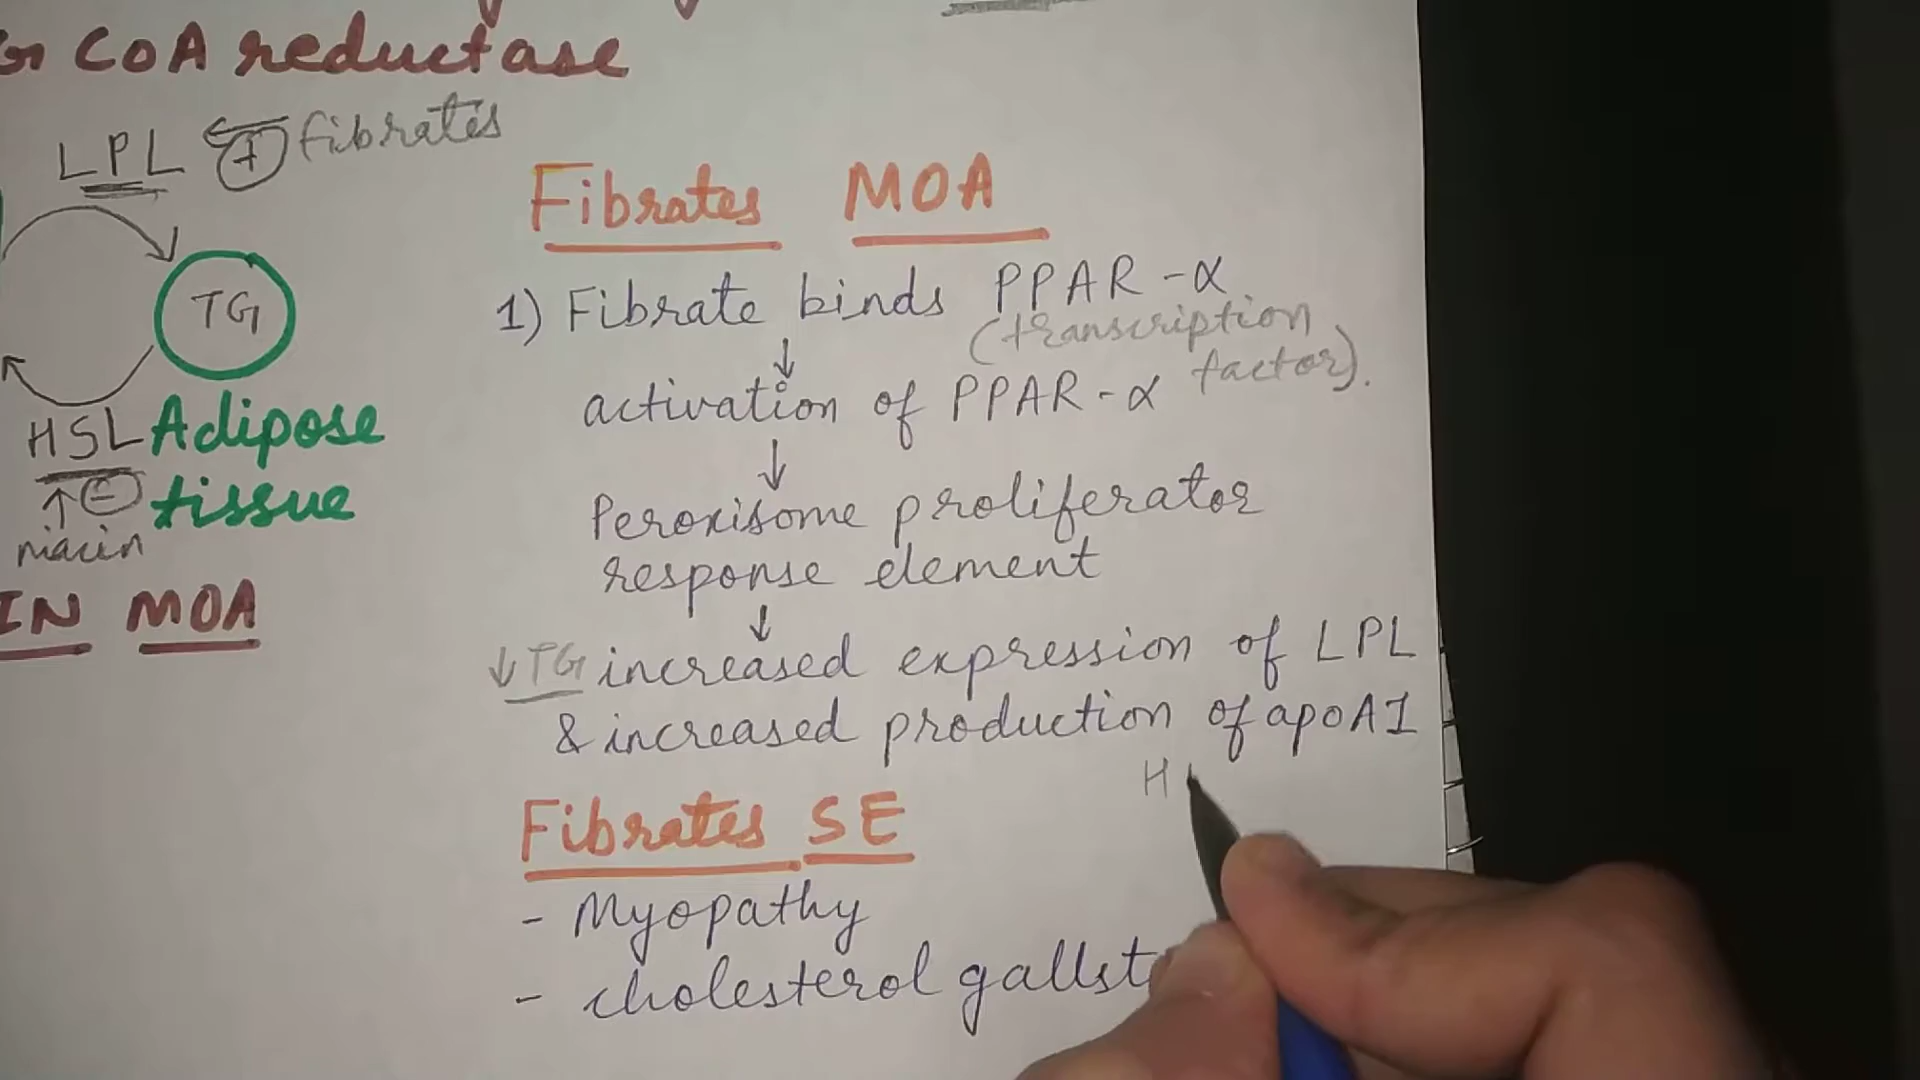 CoA reductase
LPL + fibrates
TG
HSL Adipose
↑ - tissue
niacin
IN MOA
Fibrates MOA
1) Fibrate binds PPAR-α
(transcription
factor).
↓
activation of PPAR-α
↓
Peroxisome proliferator
response element
↓
↓TG increased expression of LPL
& increased production of apoA1
H
Fibrates SE
- Myopathy
- cholesterol gallst